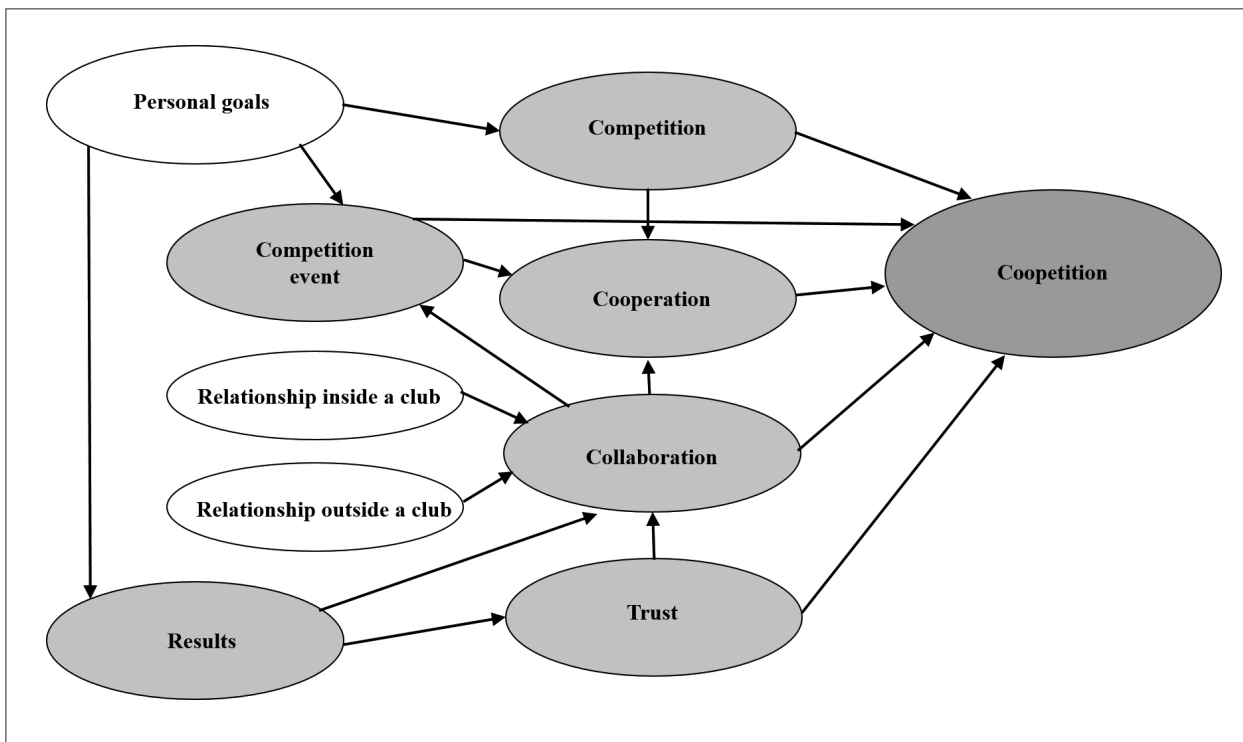 Personal goals
Competition
Competition
event
Cooperation
Coopetition
Relationship inside a club
Collaboration
Relationship outside a club
Trust
Results